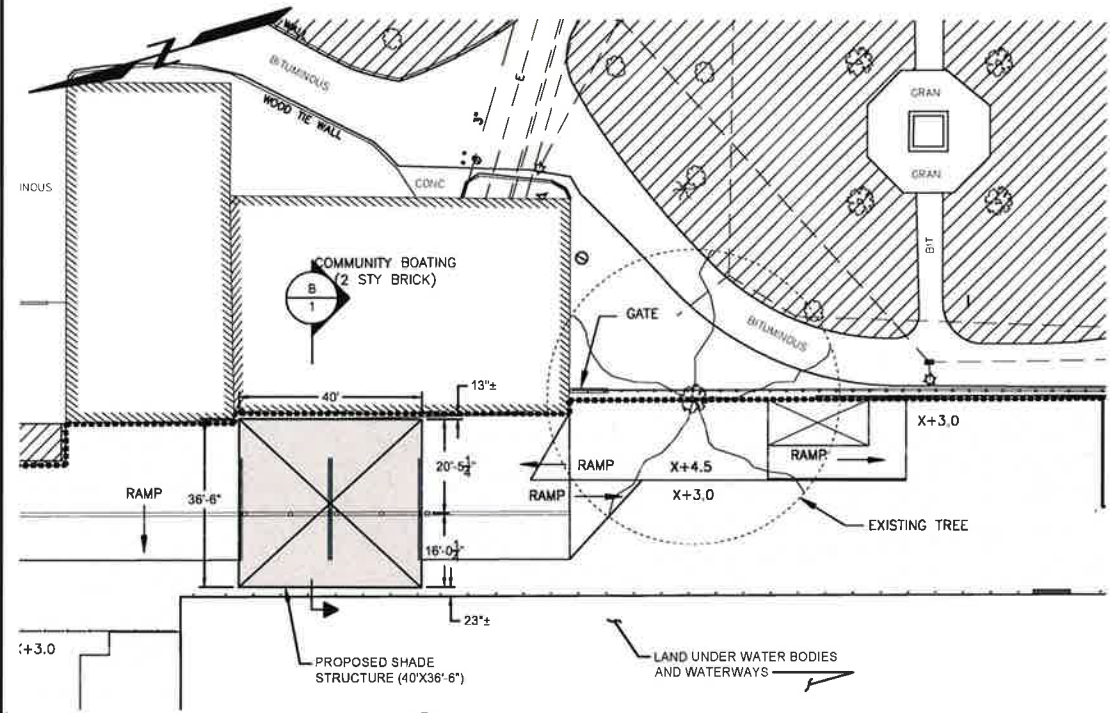 WALL
BITUMINOUS
WOOD TIE WALL
3"
E
CONC
GRAN
GRAN
BIT
INOUS
COMMUNITY BOATING
(2 STY BRICK)
B
1
GATE
BITUMINOUS
13"±
40'
X+3.0
RAMP
RAMP
X+4.5
20'-5¼"
RAMP
36'-6"
RAMP
X+3.0
EXISTING TREE
16'-0¼"
23"±
X+3.0
PROPOSED SHADE
STRUCTURE (40'X36'-6")
LAND UNDER WATER BODIES
AND WATERWAYS